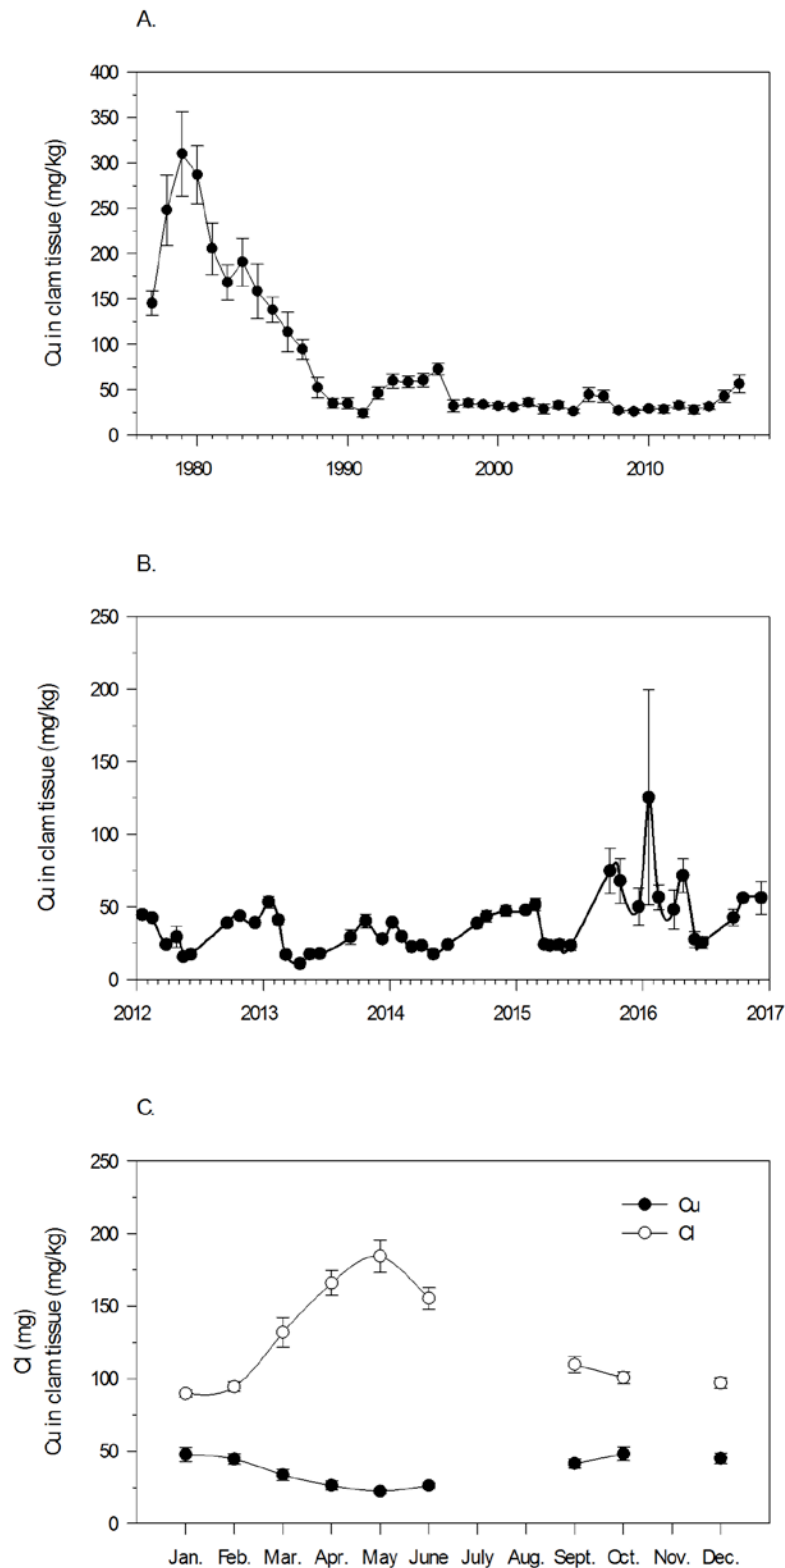 A.
400
350
300
250
200
150
100
50
0
Cu in clam tissue (mg/kg)
1980 1990 2000 2010
B.
250
200
150
100
50
0
Cu in clam tissue (mg/kg)
2012 2013 2014 2015 2016 2017
C.
250
200
150
100
50
0
CI (mg)
Cu in clam tissue (mg/kg)
Cu
CI
Jan. Feb. Mar. Apr. May June July Aug. Sept. Oct. Nov. Dec.